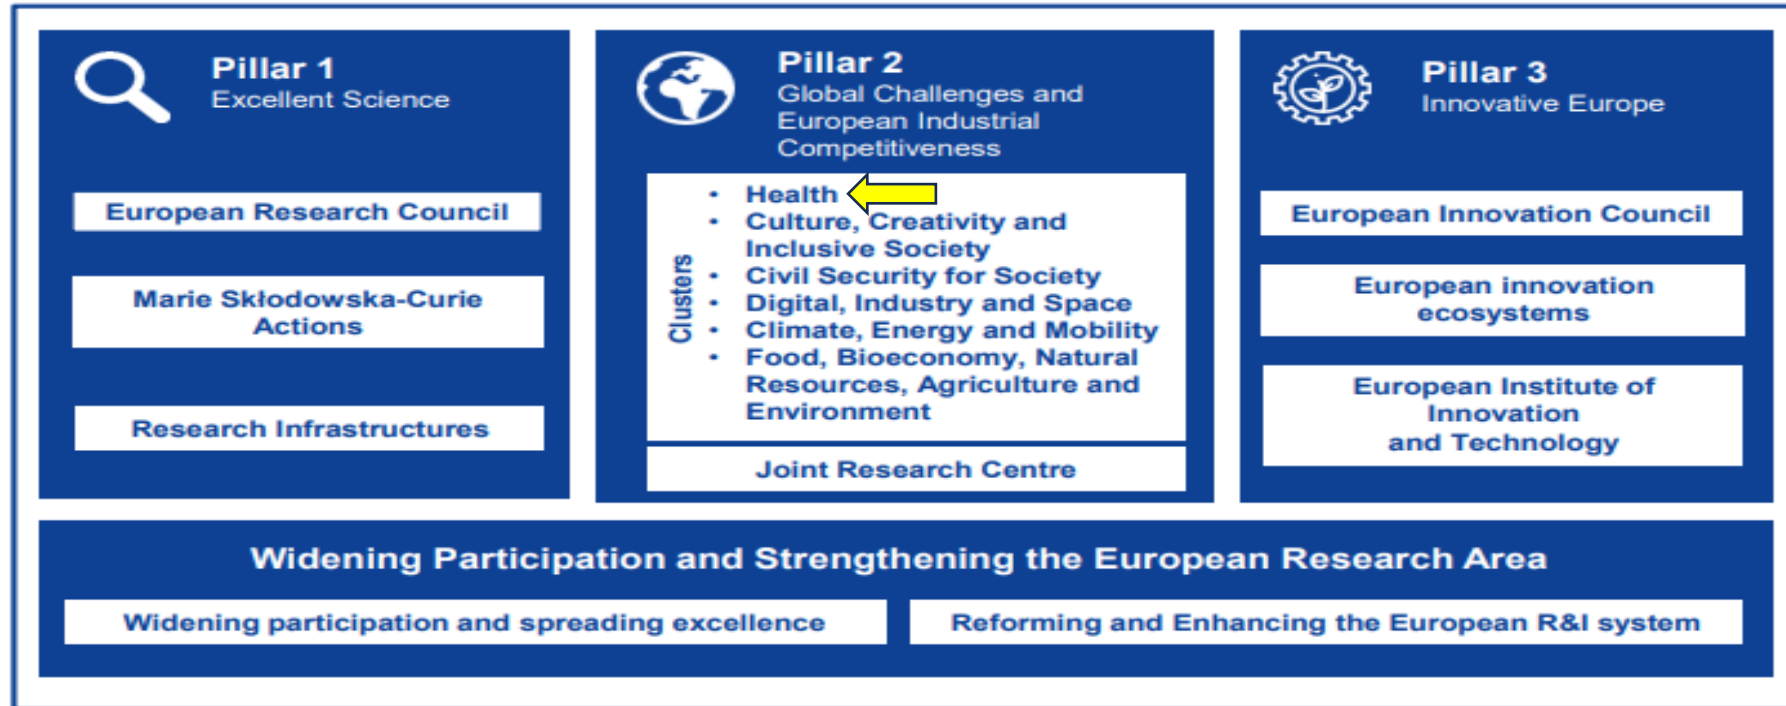 Pillar 1
Excellent Science
European Research Council
Marie Skłodowska-Curie
Actions
Research Infrastructures
Pillar 2
Global Challenges and
European Industrial
Competitiveness
Clusters
• Health
• Culture, Creativity and
Inclusive Society
• Civil Security for Society
• Digital, Industry and Space
• Climate, Energy and Mobility
• Food, Bioeconomy, Natural
Resources, Agriculture and
Environment
Joint Research Centre
Pillar 3
Innovative Europe
European Innovation Council
European innovation
ecosystems
European Institute of
Innovation
and Technology
Widening Participation and Strengthening the European Research Area
Widening participation and spreading excellence
Reforming and Enhancing the European R&I system